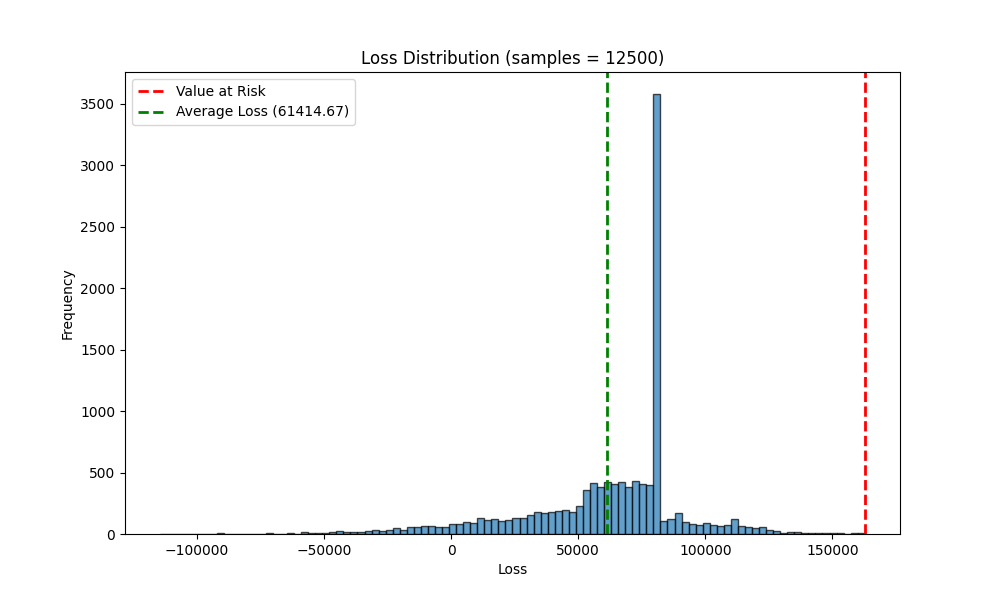 Loss Distribution (samples = 12500)
Value at Risk
Average Loss (61414.67)
3500
3000
2500
2000
1500
1000
500
0
Frequency
−100000
−50000
0
50000
100000
150000
Loss